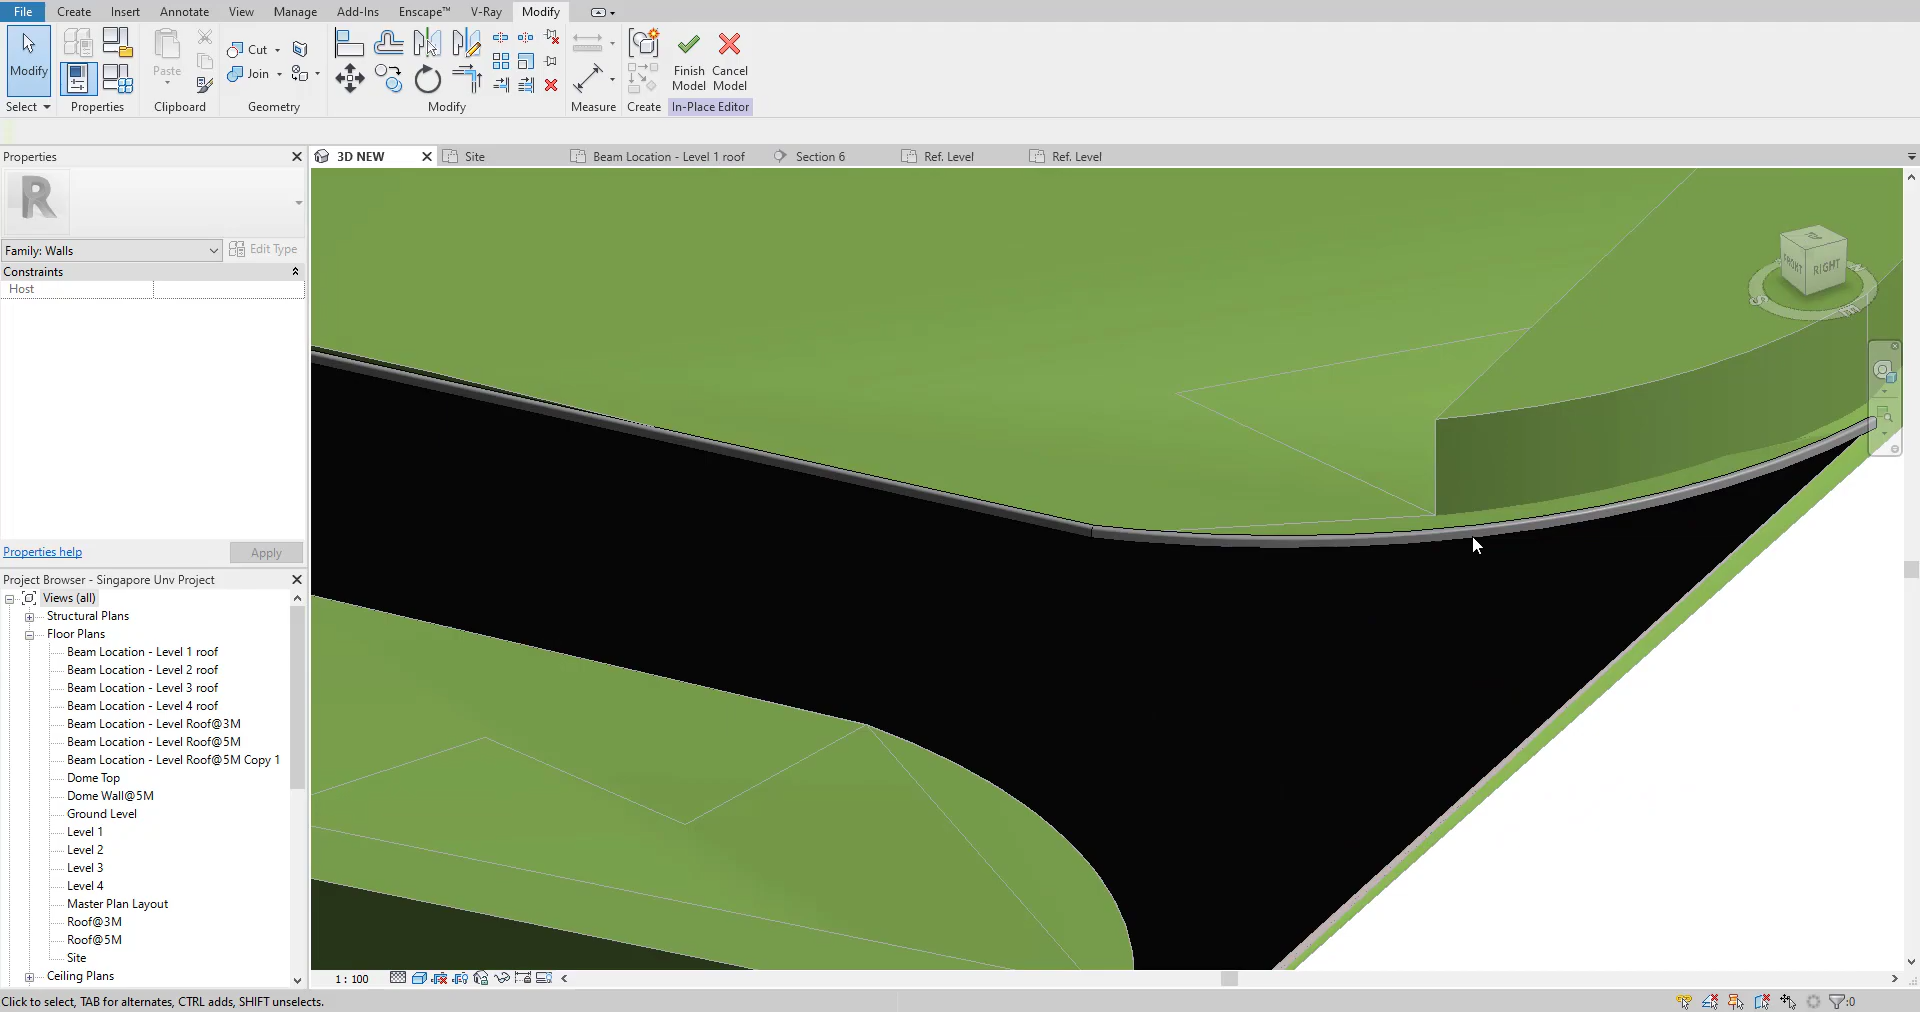 File Create Insert Annotate View Manage Add-Ins Enscape™ V-Ray Modify
Modify
Paste
Cut
Join
Finish Model
Cancel Model
Select Properties Clipboard Geometry Modify Measure Create In-Place Editor
Properties
3D NEW
Site
Beam Location - Level 1 roof
Section 6
Ref. Level
Ref. Level
R
Family: Walls
Edit Type
Constraints
Host
FRONT
RIGHT
Properties help
Apply
Project Browser - Singapore Unv Project
Views (all)
Structural Plans
Floor Plans
Beam Location - Level 1 roof
Beam Location - Level 2 roof
Beam Location - Level 3 roof
Beam Location - Level 4 roof
Beam Location - Level Roof@3M
Beam Location - Level Roof@5M
Beam Location - Level Roof@5M Copy 1
Dome Top
Dome Wall@5M
Ground Level
Level 1
Level 2
Level 3
Level 4
Master Plan Layout
Roof@3M
Roof@5M
Site
Ceiling Plans
1 : 100
Click to select, TAB for alternates, CTRL adds, SHIFT unselects.
:0